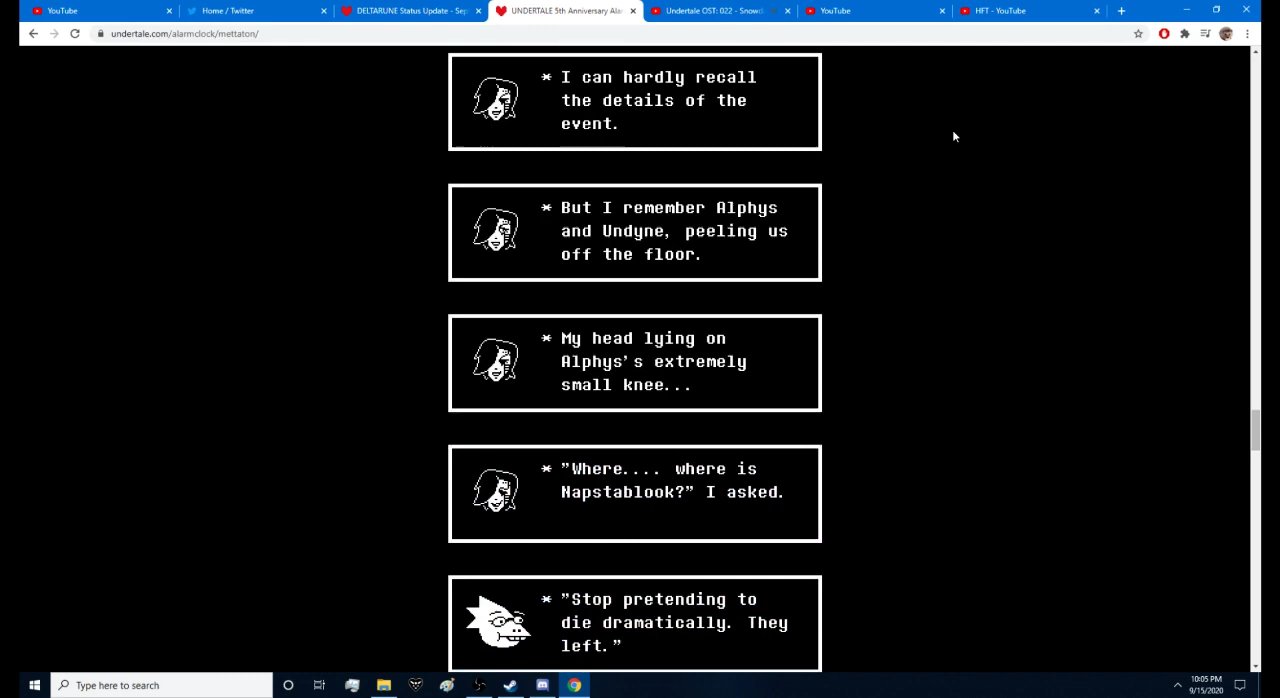 YouTube
Home / Twitter
DELTARUNE Status Update - Sep
UNDERTALE 5th Anniversary Alar
Undertale OST: 022 - Snowd
YouTube
HFT - YouTube
undertale.com/alarmclock/mettaton/
* I can hardly recall
the details of the
event.
* But I remember Alphys
and Undyne, peeling us
off the floor.
* My head lying on
Alphys's extremely
small knee...
* "Where.... where is
Napstablook?" I asked.
* "Stop pretending to
die dramatically. They
left."
Type here to search
10:05 PM
9/15/2020